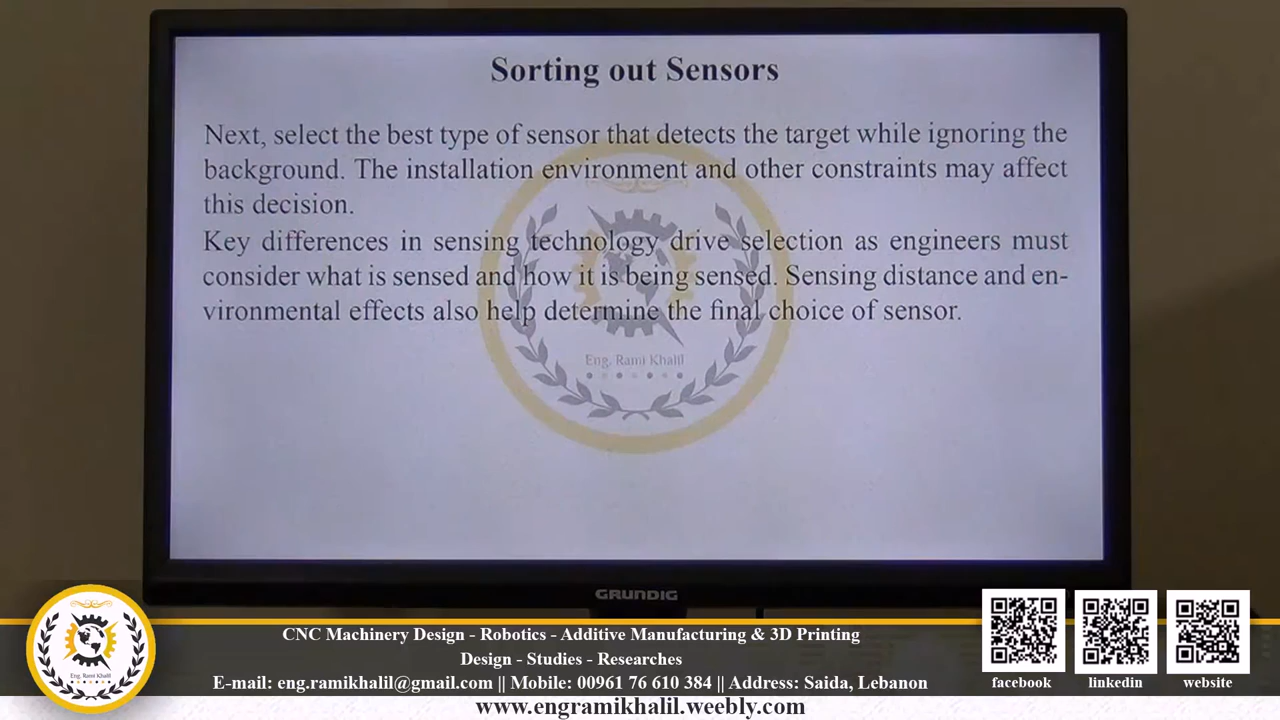 Sorting out Sensors
Next, select the best type of sensor that detects the target while ignoring the
background. The installation environment and other constraints may affect
this decision.
Key differences in sensing technology drive selection as engineers must
consider what is sensed and how it is being sensed. Sensing distance and en-
vironmental effects also help determine the final choice of sensor.
Eng. Rami Khalil
GRUNDIG
CNC Machinery Design - Robotics - Additive Manufacturing & 3D Printing
Design - Studies - Researches
E-mail: eng.ramikhalil@gmail.com || Mobile: 00961 76 610 384 || Address: Saida, Lebanon
www.engramikhalil.weebly.com
Eng. Rami Khalil
facebook
linkedin
website